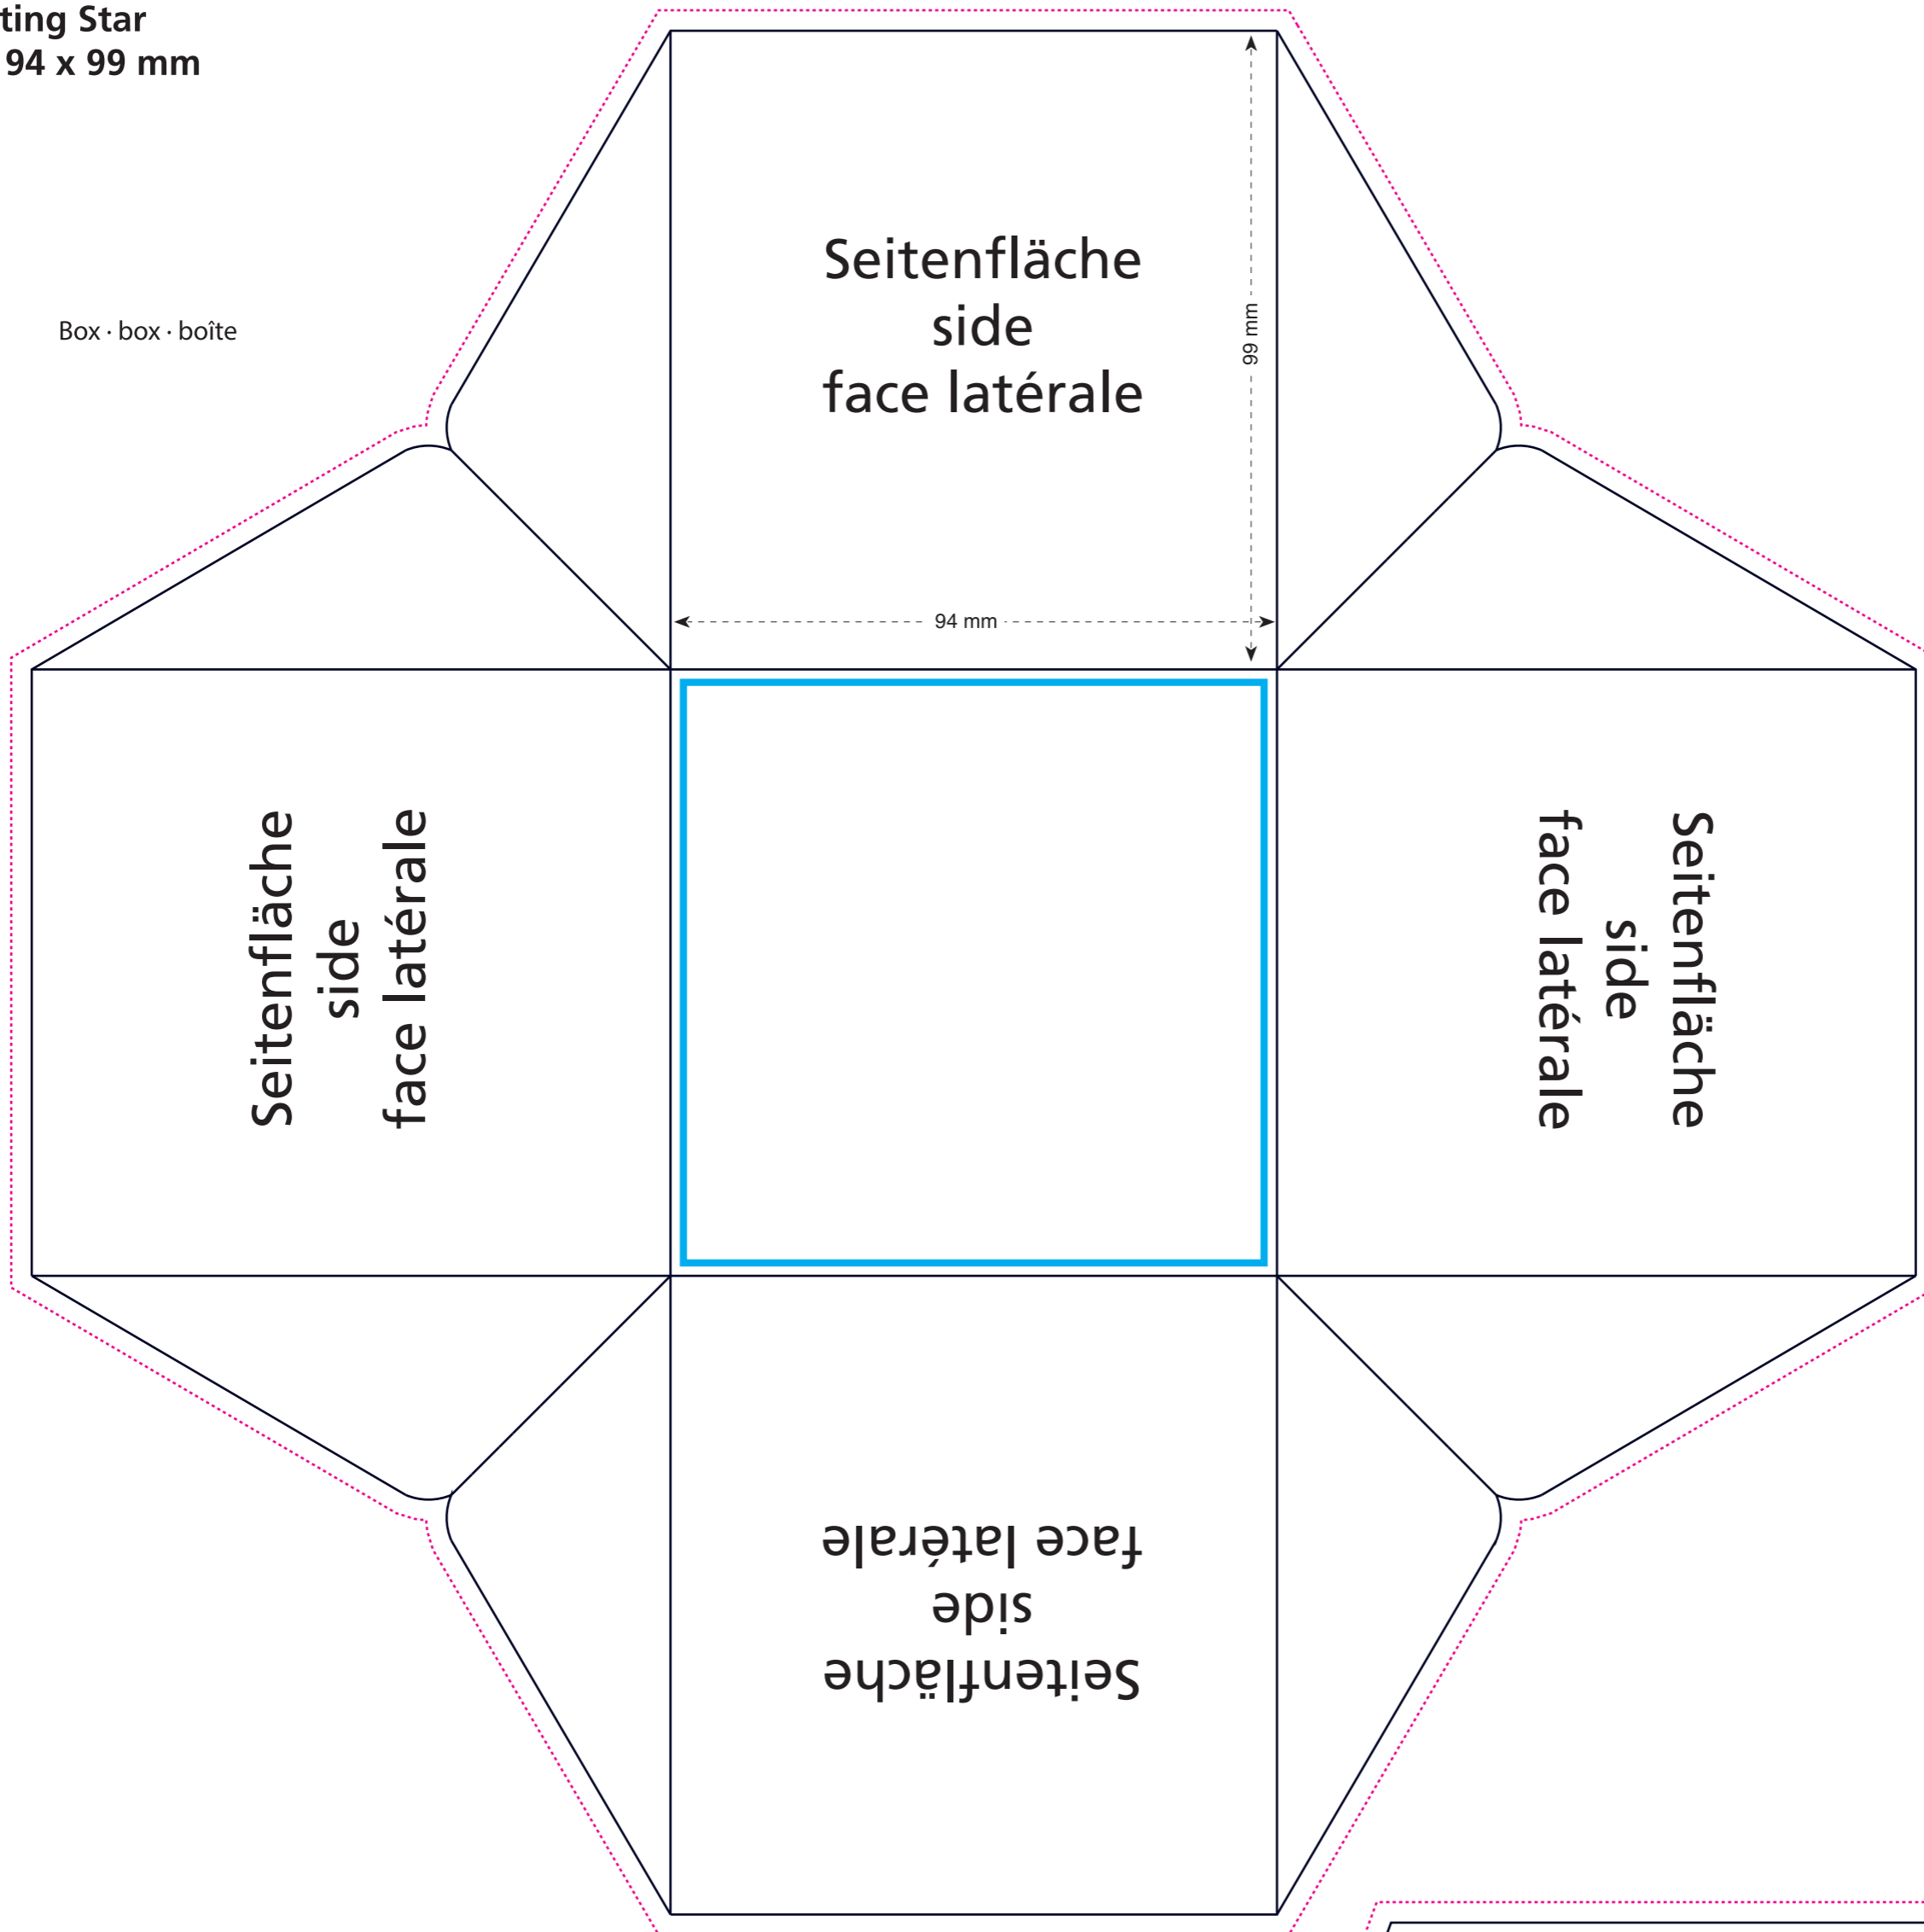 ting Star
94 x 99 mm
Seitenfläche
side
face latérale
99 mm
Box · box · boîte
94 mm
Seitenfläche
side
face latérale
Seitenfläche
side
face latérale
Seitenfläche
side
face latérale